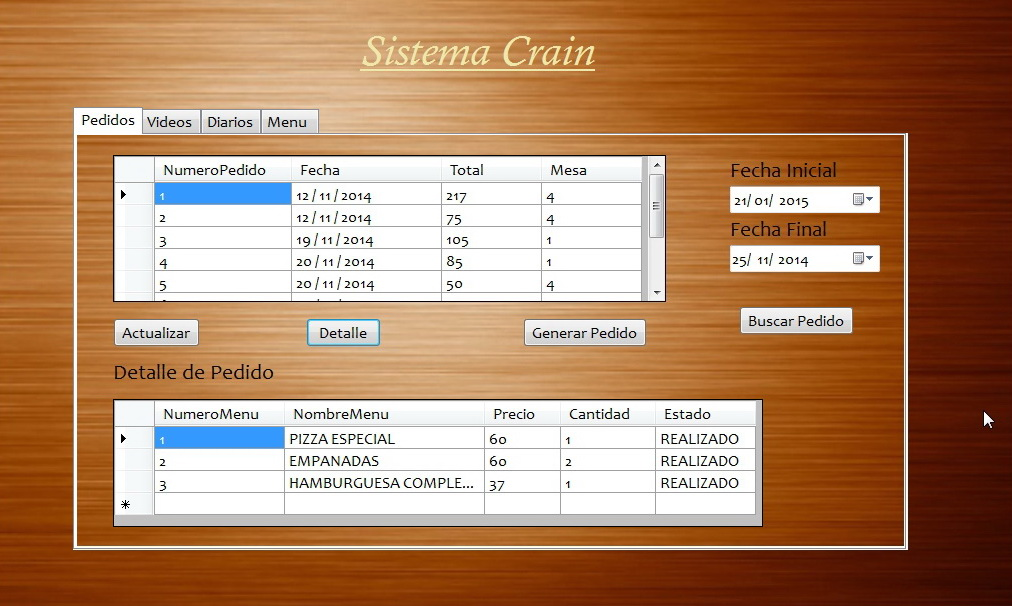 Sistema Crain
Pedidos Videos Diarios Menu
NumeroPedido Fecha Total Mesa
1 12 / 11 / 2014 217 4
2 12 / 11 / 2014 75 4
3 19 / 11 / 2014 105 1
4 20 / 11 / 2014 85 1
5 20 / 11 / 2014 50 4
Fecha Inicial
21/ 01/ 2015
Fecha Final
25/ 11/ 2014
Buscar Pedido
Actualizar Detalle Generar Pedido
Detalle de Pedido
NumeroMenu NombreMenu Precio Cantidad Estado
1 PIZZA ESPECIAL 60 1 REALIZADO
2 EMPANADAS 60 2 REALIZADO
3 HAMBURGUESA COMPLE... 37 1 REALIZADO